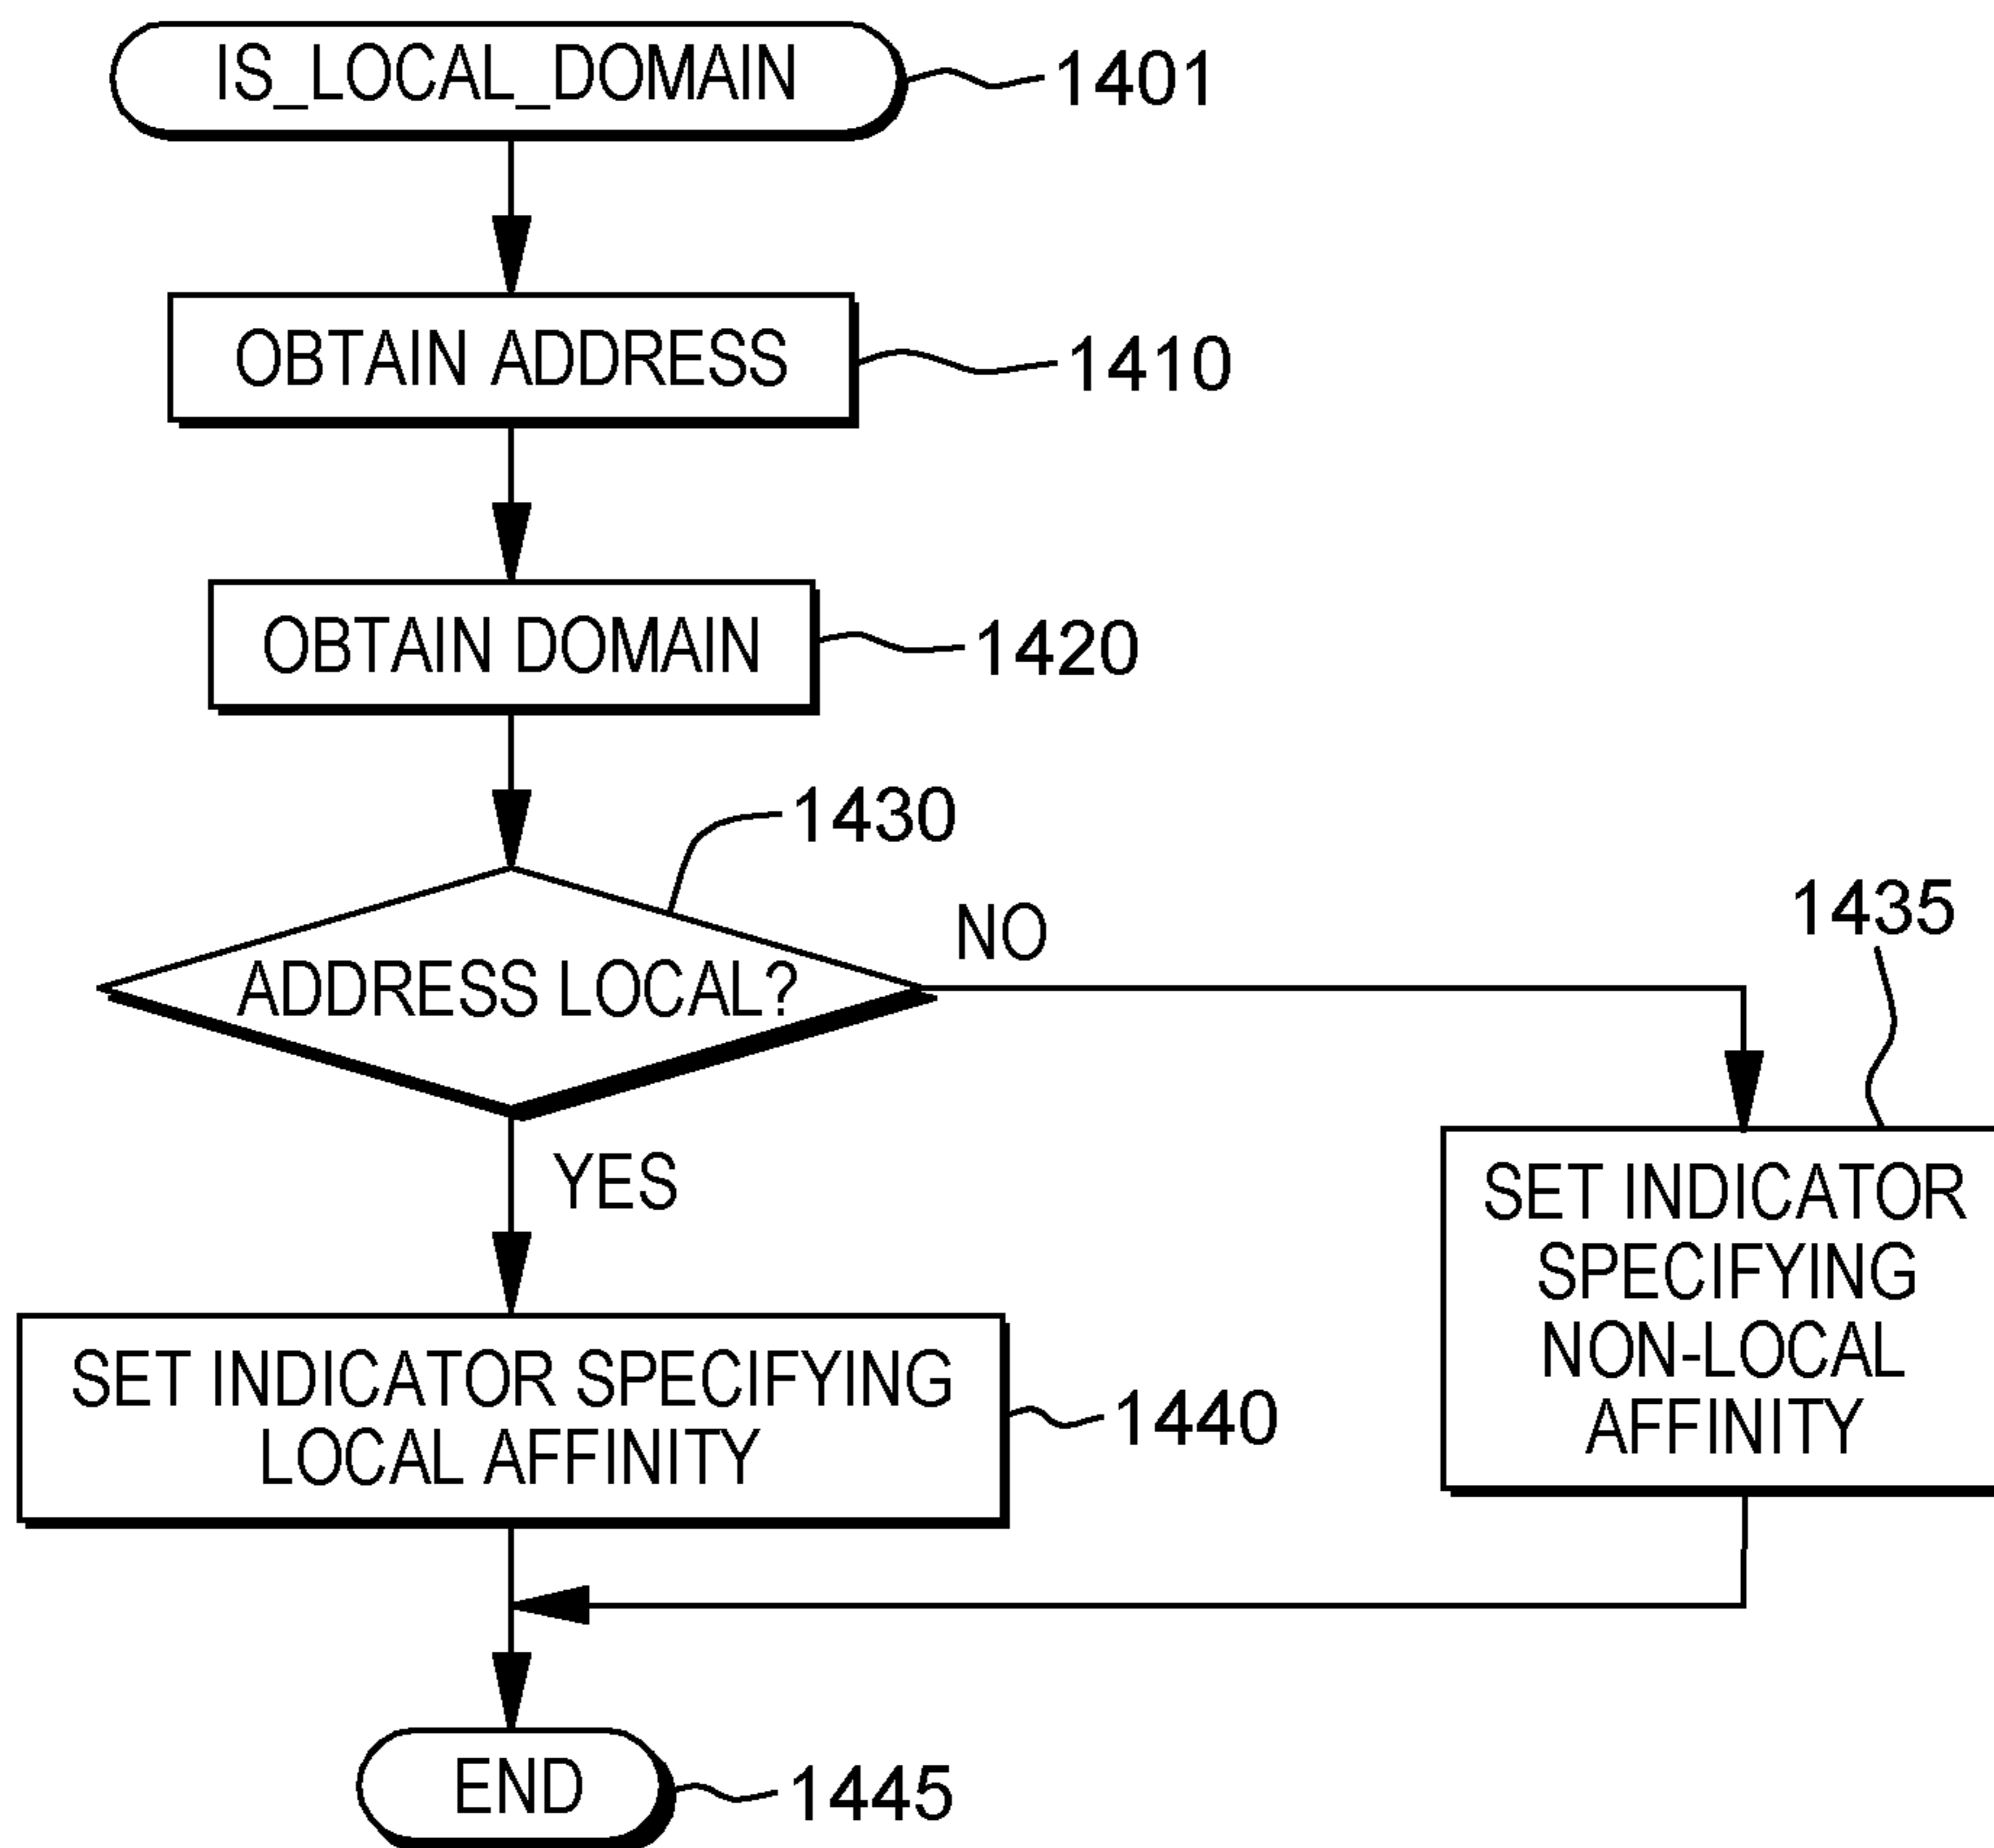 IS_LOCAL_DOMAIN
1401
OBTAIN ADDRESS
1410
OBTAIN DOMAIN
1420
1430
ADDRESS LOCAL?
NO
1435
SET INDICATOR
SPECIFYING
NON-LOCAL
AFFINITY
YES
SET INDICATOR SPECIFYING
LOCAL AFFINITY
1440
END
1445